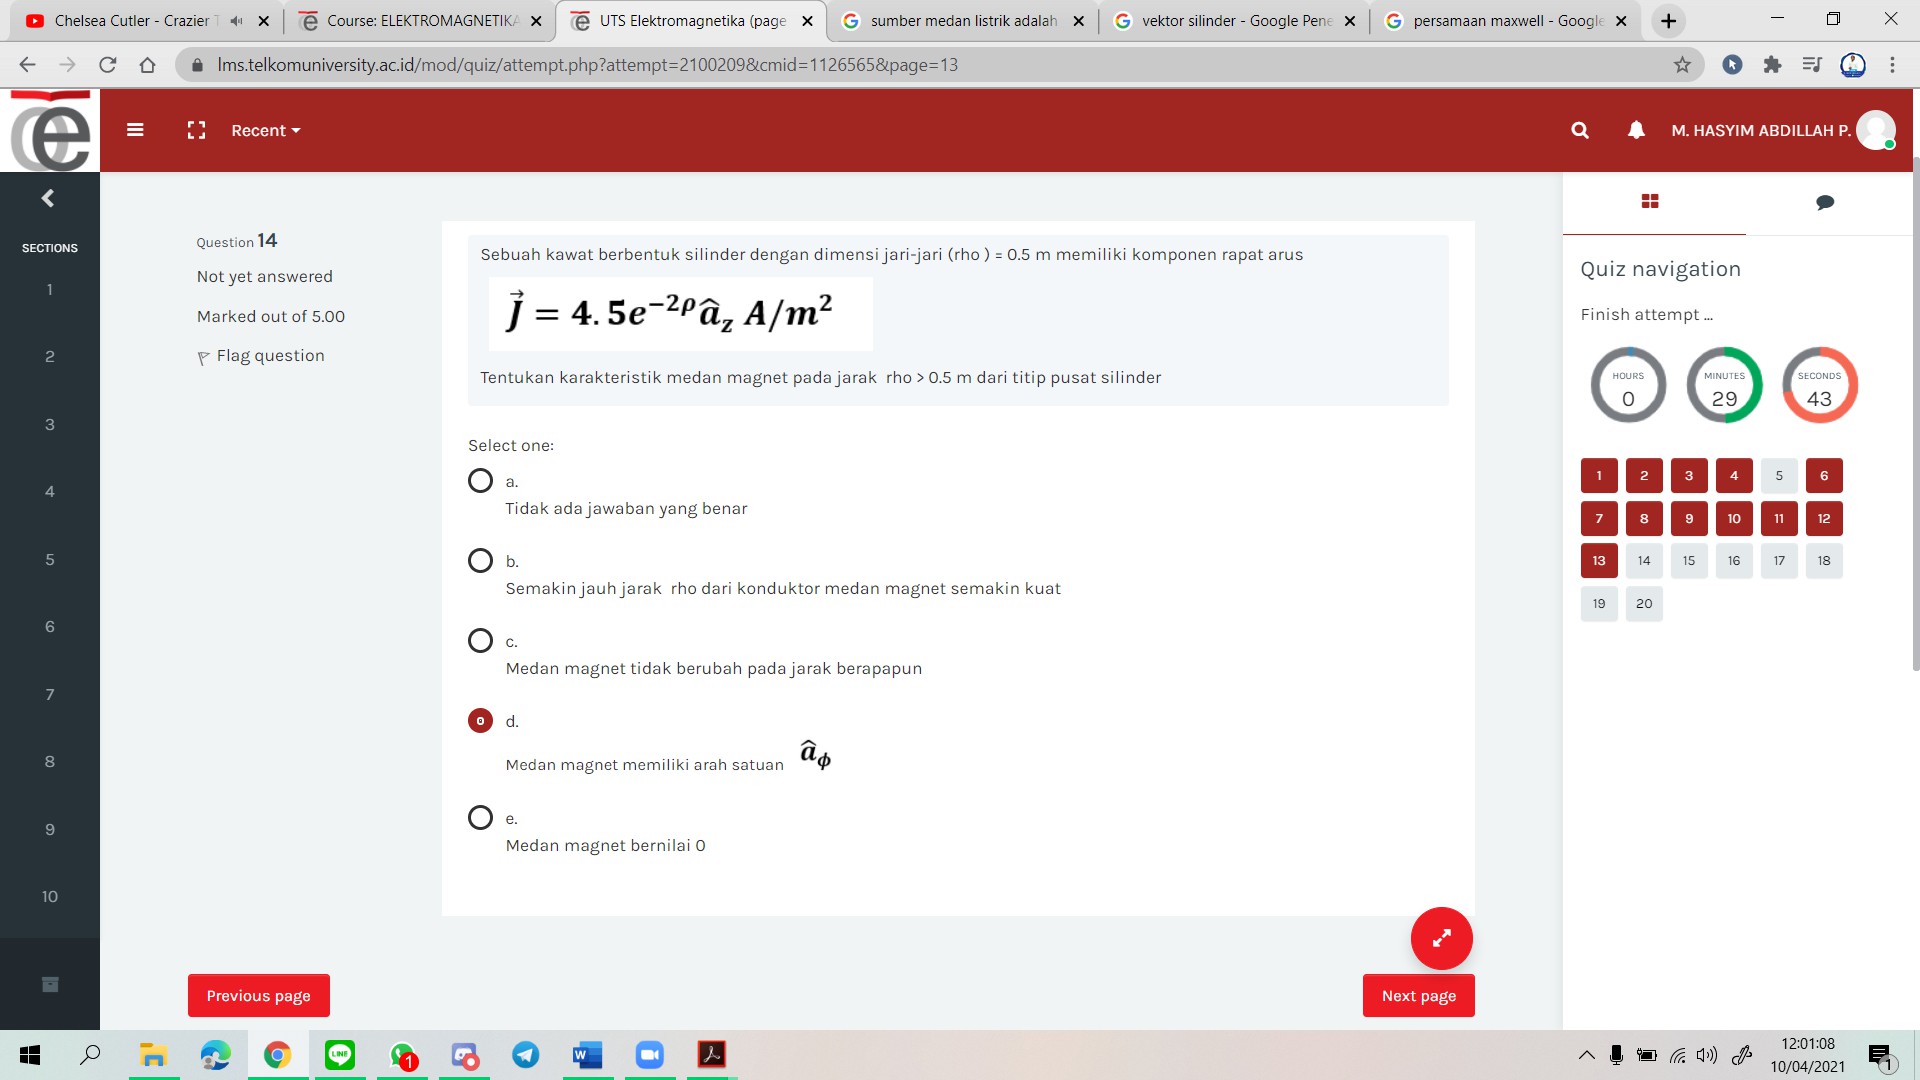 Chelsea Cutler - Crazier T
Course: ELEKTROMAGNETIKA
UTS Elektromagnetika (page
sumber medan listrik adalah
vektor silinder - Google Pene
persamaan maxwell - Google
lms.telkomuniversity.ac.id/mod/quiz/attempt.php?attempt=2100209&cmid=1126565&page=13
Recent
M. HASYIM ABDILLAH P.
SECTIONS
1
2
3
4
5
6
7
8
9
10
Question 14
Not yet answered
Marked out of 5.00
Flag question
Sebuah kawat berbentuk silinder dengan dimensi jari-jari (rho ) = 0.5 m memiliki komponen rapat arus
J⃗ = 4.5e^{-2ρ} â_z A/m²
Tentukan karakteristik medan magnet pada jarak rho > 0.5 m dari titip pusat silinder
Select one:
a.
Tidak ada jawaban yang benar
b.
Semakin jauh jarak rho dari konduktor medan magnet semakin kuat
c.
Medan magnet tidak berubah pada jarak berapapun
d.
Medan magnet memiliki arah satuan â_ϕ
e.
Medan magnet bernilai 0
Previous page
Next page
Quiz navigation
Finish attempt ...
HOURS
0
MINUTES
29
SECONDS
43
1 2 3 4 5 6
7 8 9 10 11 12
13 14 15 16 17 18
19 20
LINE
1
W
12:01:08
10/04/2021
1